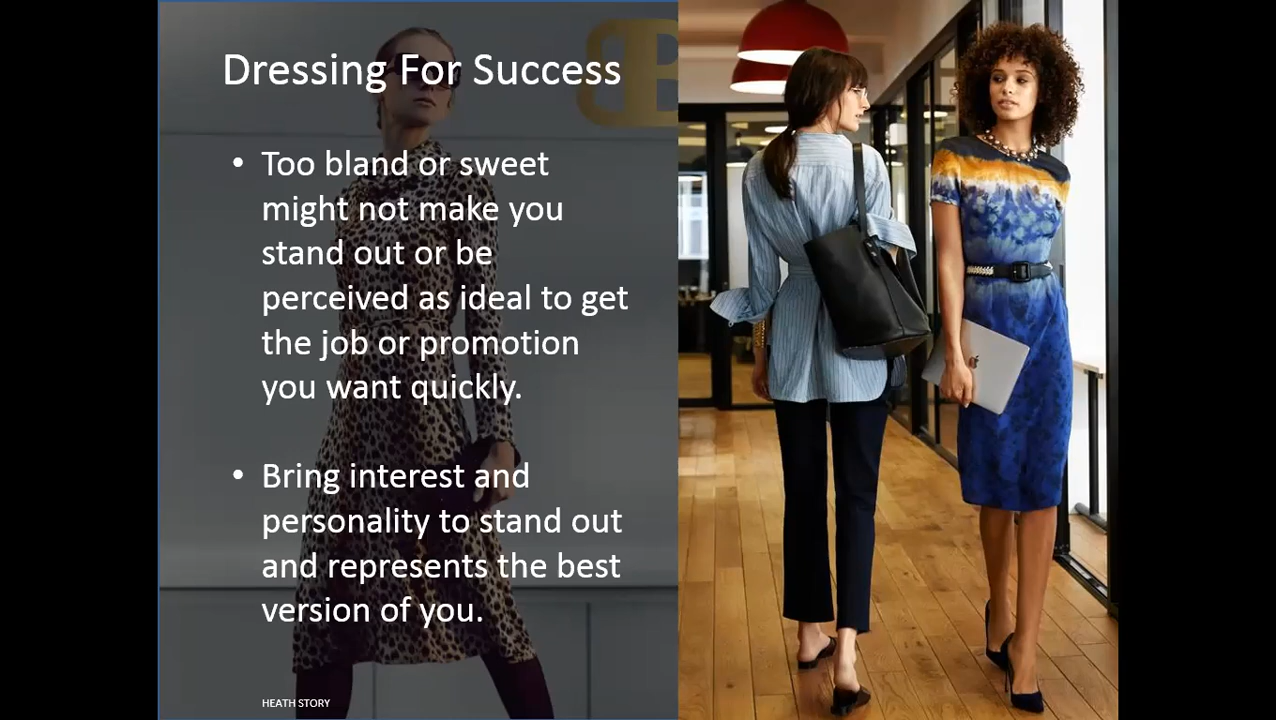 Dressing For Success
• Too bland or sweet
might not make you
stand out or be
perceived as ideal to get
the job or promotion
you want quickly.
• Bring interest and
personality to stand out
and represents the best
version of you.
HEATH STORY